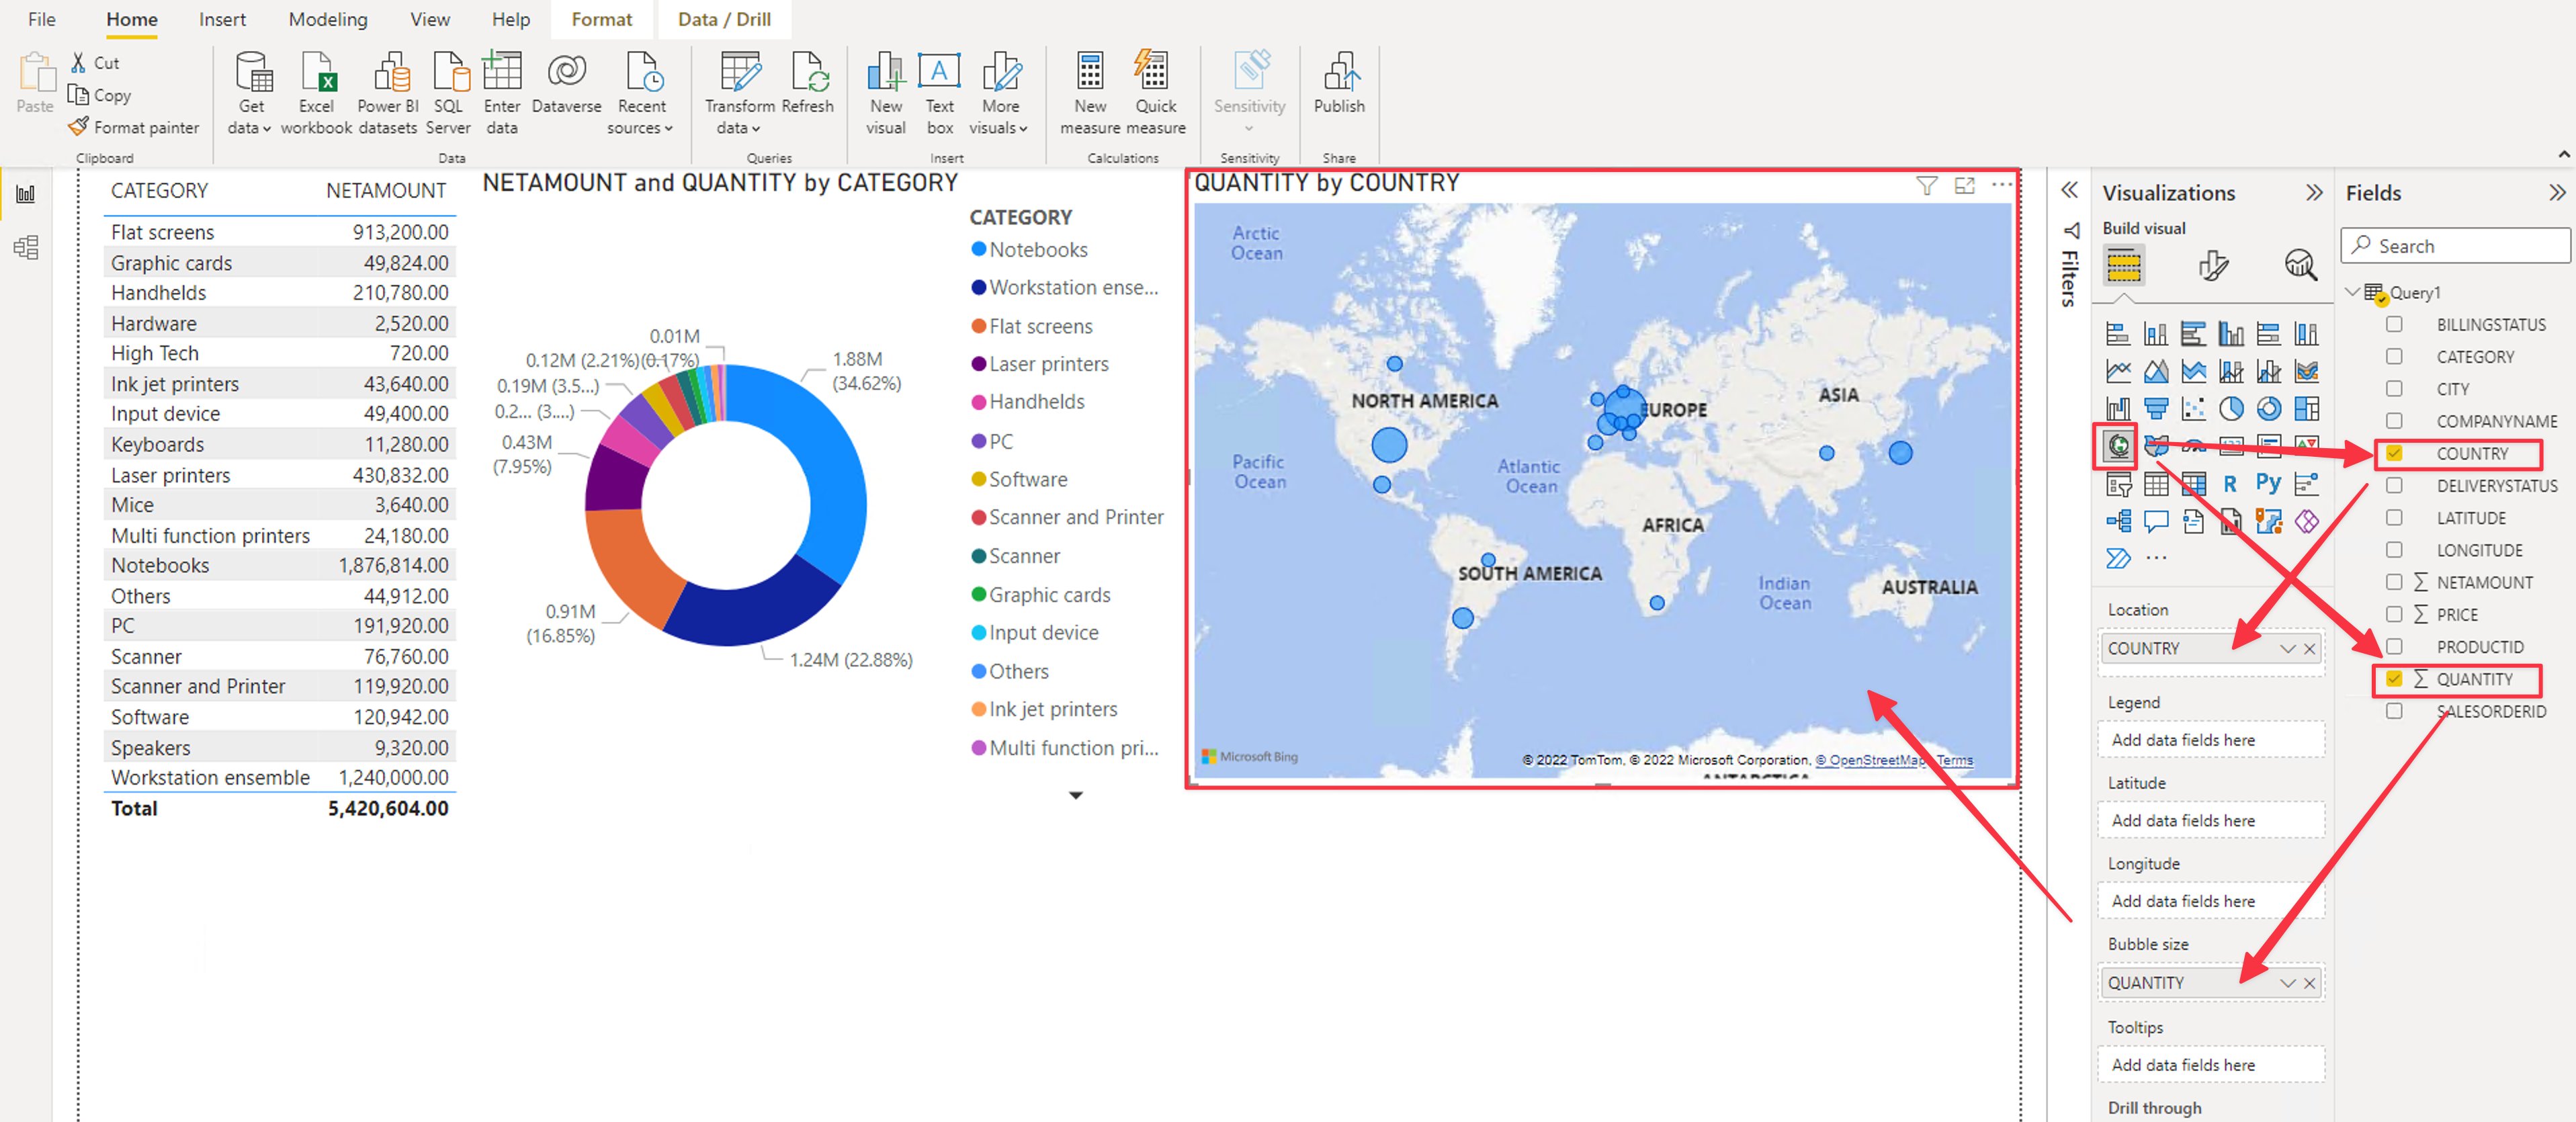 File Home Insert Modeling View Help Format Data / Drill
Paste
Cut
Copy
Format painter
Clipboard
Get data
Excel workbook
Power BI datasets
SQL Server
Enter data
Dataverse
Recent sources
Data
Transform data
Refresh
Queries
New visual
Text box
More visuals
Insert
New measure
Quick measure
Calculations
Sensitivity
Sensitivity
Publish
Share
CATEGORY NETAMOUNT
Flat screens 913,200.00
Graphic cards 49,824.00
Handhelds 210,780.00
Hardware 2,520.00
High Tech 720.00
Ink jet printers 43,640.00
Input device 49,400.00
Keyboards 11,280.00
Laser printers 430,832.00
Mice 3,640.00
Multi function printers 24,180.00
Notebooks 1,876,814.00
Others 44,912.00
PC 191,920.00
Scanner 76,760.00
Scanner and Printer 119,920.00
Software 120,942.00
Speakers 9,320.00
Workstation ensemble 1,240,000.00
Total 5,420,604.00
NETAMOUNT and QUANTITY by CATEGORY
0.01M
(0.17%)
0.12M (2.21%)
0.19M (3.5...)
0.2... (3....)
0.43M
(7.95%)
0.91M
(16.85%)
1.24M (22.88%)
1.88M
(34.62%)
CATEGORY
Notebooks
Workstation ense...
Flat screens
Laser printers
Handhelds
PC
Software
Scanner and Printer
Scanner
Graphic cards
Input device
Others
Ink jet printers
Multi function pri...
QUANTITY by COUNTRY
Arctic
Ocean
NORTH AMERICA
EUROPE
ASIA
Pacific
Ocean
Atlantic
Ocean
AFRICA
SOUTH AMERICA
Indian
Ocean
AUSTRALIA
ANTARCTICA
Microsoft Bing
© 2022 TomTom, © 2022 Microsoft Corporation, © OpenStreetMap Terms
Filters
Visualizations
Build visual
123
R
Py
Location
COUNTRY
Legend
Add data fields here
Latitude
Add data fields here
Longitude
Add data fields here
Bubble size
QUANTITY
Tooltips
Add data fields here
Drill through
Fields
Search
Query1
BILLINGSTATUS
CATEGORY
CITY
COMPANYNAME
COUNTRY
DELIVERYSTATUS
LATITUDE
LONGITUDE
∑ NETAMOUNT
∑ PRICE
PRODUCTID
∑ QUANTITY
SALESORDERID